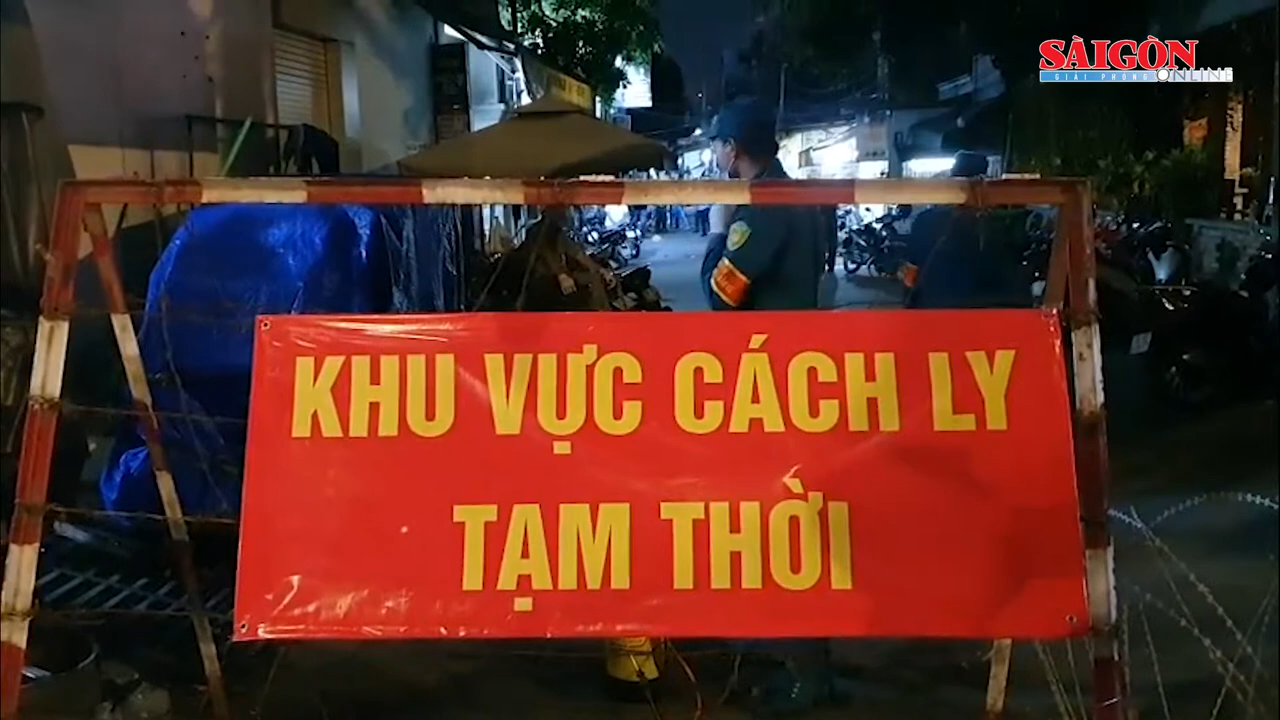 SÀIGÒN
GIẢI PHÓNG ONLINE
KHU VỰC CÁCH LY
TẠM THỜI